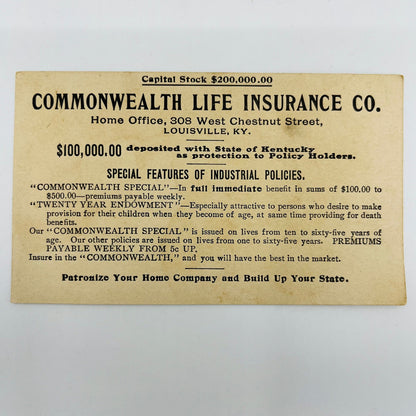 Capital Stock $200,000.00
COMMONWEALTH LIFE INSURANCE CO.
Home Office, 308 West Chestnut Street,
LOUISVILLE, KY.
$100,000.00 deposited with State of Kentucky
as protection to Policy Holders.
SPECIAL FEATURES OF INDUSTRIAL POLICIES.
"COMMONWEALTH SPECIAL"—In full immediate benefit in sums of $100.00 to
$500.00—premiums payable weekly.
"TWENTY YEAR ENDOWMENT"—Especially attractive to persons who desire to make
provision for their children when they become of age, at same time providing for death
benefits.
Our "COMMONWEALTH SPECIAL" is issued on lives from ten to sixty-five years of
age. Our other policies are issued on lives from one to sixty-five years. PREMIUMS
PAYABLE WEEKLY FROM 5c UP.
Insure in the "COMMONWEALTH," and you will have the best in the market.
Patronize Your Home Company and Build Up Your State.